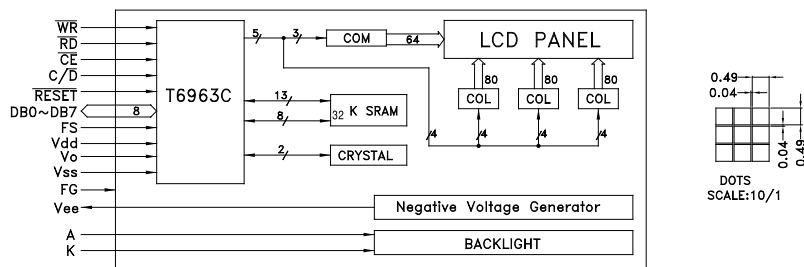 WR
RD
CE
C/D
RESET
DB0~DB7
8
FS
Vdd
Vo
Vss
FG
Vee
A
K
T6963C
5
3
COM
64
LCD PANEL
80
80
80
COL
COL
COL
4
4
4
4
13
8
32 K SRAM
2
CRYSTAL
Negative Voltage Generator
BACKLIGHT
0.49
0.04
0.04
0.49
DOTS
SCALE:10/1